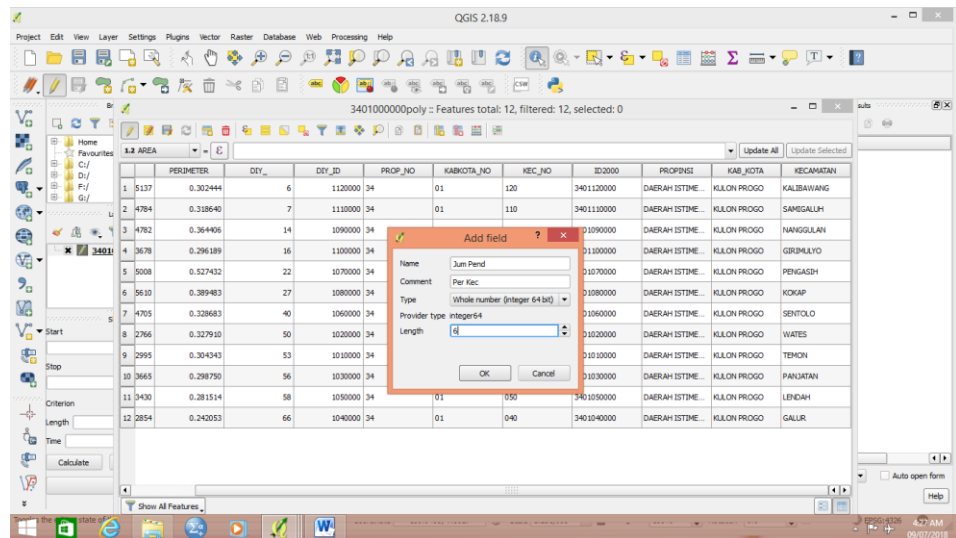 QGIS 2.18.9
Project Edit View Layer Settings Plugins Vector Raster Database Web Processing Help
3401000000poly :: Features total: 12, filtered: 12, selected: 0
1.2 AREA = ε Update All Update Selected
PERIMETER DIY_ DIY_ID PROP_NO KABKOTA_NO KEC_NO ID2000 PROPINSI KAB_KOTA KECAMATAN
1 5137 0.302444 6 1120000 34 01 120 3401120000 DAERAH ISTIME... KULON PROGO KALIBAWANG
2 4784 0.318640 7 1110000 34 01 110 3401110000 DAERAH ISTIME... KULON PROGO SAMIGALUH
3 4782 0.364406 14 1090000 34 01090000 DAERAH ISTIME... KULON PROGO NANGGULAN
4 3678 0.296189 16 1100000 34 01100000 DAERAH ISTIME... KULON PROGO GIRIMULYO
5 5008 0.527432 22 1070000 34 01070000 DAERAH ISTIME... KULON PROGO PENGASIH
6 5610 0.389483 27 1080000 34 01080000 DAERAH ISTIME... KULON PROGO KOKAP
7 4705 0.328683 40 1060000 34 01060000 DAERAH ISTIME... KULON PROGO SENTOLO
8 2766 0.327910 50 1020000 34 01020000 DAERAH ISTIME... KULON PROGO WATES
9 2995 0.304343 53 1010000 34 01010000 DAERAH ISTIME... KULON PROGO TEMON
10 3665 0.298750 56 1030000 34 01030000 DAERAH ISTIME... KULON PROGO PANJATAN
11 3430 0.281514 58 1050000 34 01 050 3401050000 DAERAH ISTIME... KULON PROGO LENDAH
12 2854 0.242053 66 1040000 34 01 040 3401040000 DAERAH ISTIME... KULON PROGO GALUR
Add field
Name Jum Pend
Comment Per Kec
Type Whole number (integer 64 bit)
Provider type integer64
Length 6
OK Cancel
Home
Favourites
C:/
D:/
F:/
G:/
3401
Start
Stop
Criterion
Length
Time
Calculate
Show All Features
Auto open form
Help
EPSG:4326
4:27 AM
09/07/2018